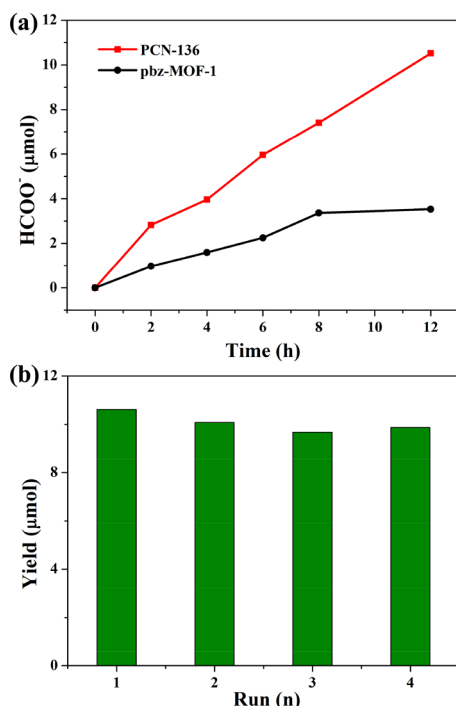 (a)
PCN-136
pbz-MOF-1
HCOO⁻ (μmol)
12
10
8
6
4
2
0
0 2 4 6 8 10 12
Time (h)
(b)
Yield (μmol)
12
8
4
0
1 2 3 4
Run (n)